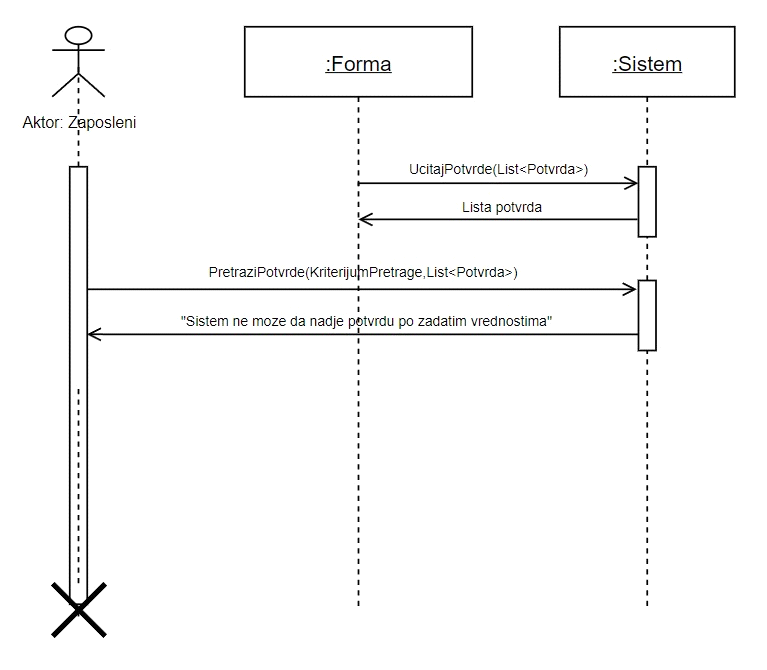 :Forma
:Sistem
Aktor: Zaposleni
UcitajPotvrde(List<Potvrda>)
Lista potvrda
PretraziPotvrde(KriterijumPretrage,List<Potvrda>)
"Sistem ne moze da nadje potvrdu po zadatim vrednostima"